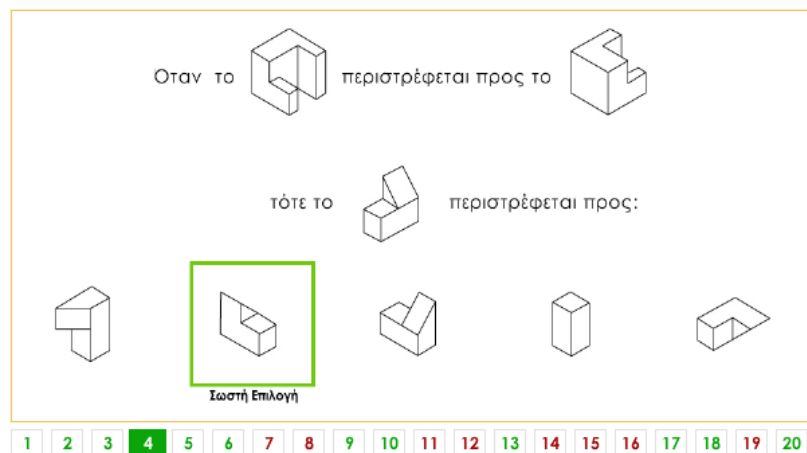 Όταν το περιστρέφεται προς το
τότε το περιστρέφεται προς:
Σωστή Επιλογή
1 2 3 4 5 6 7 8 9 10 11 12 13 14 15 16 17 18 19 20